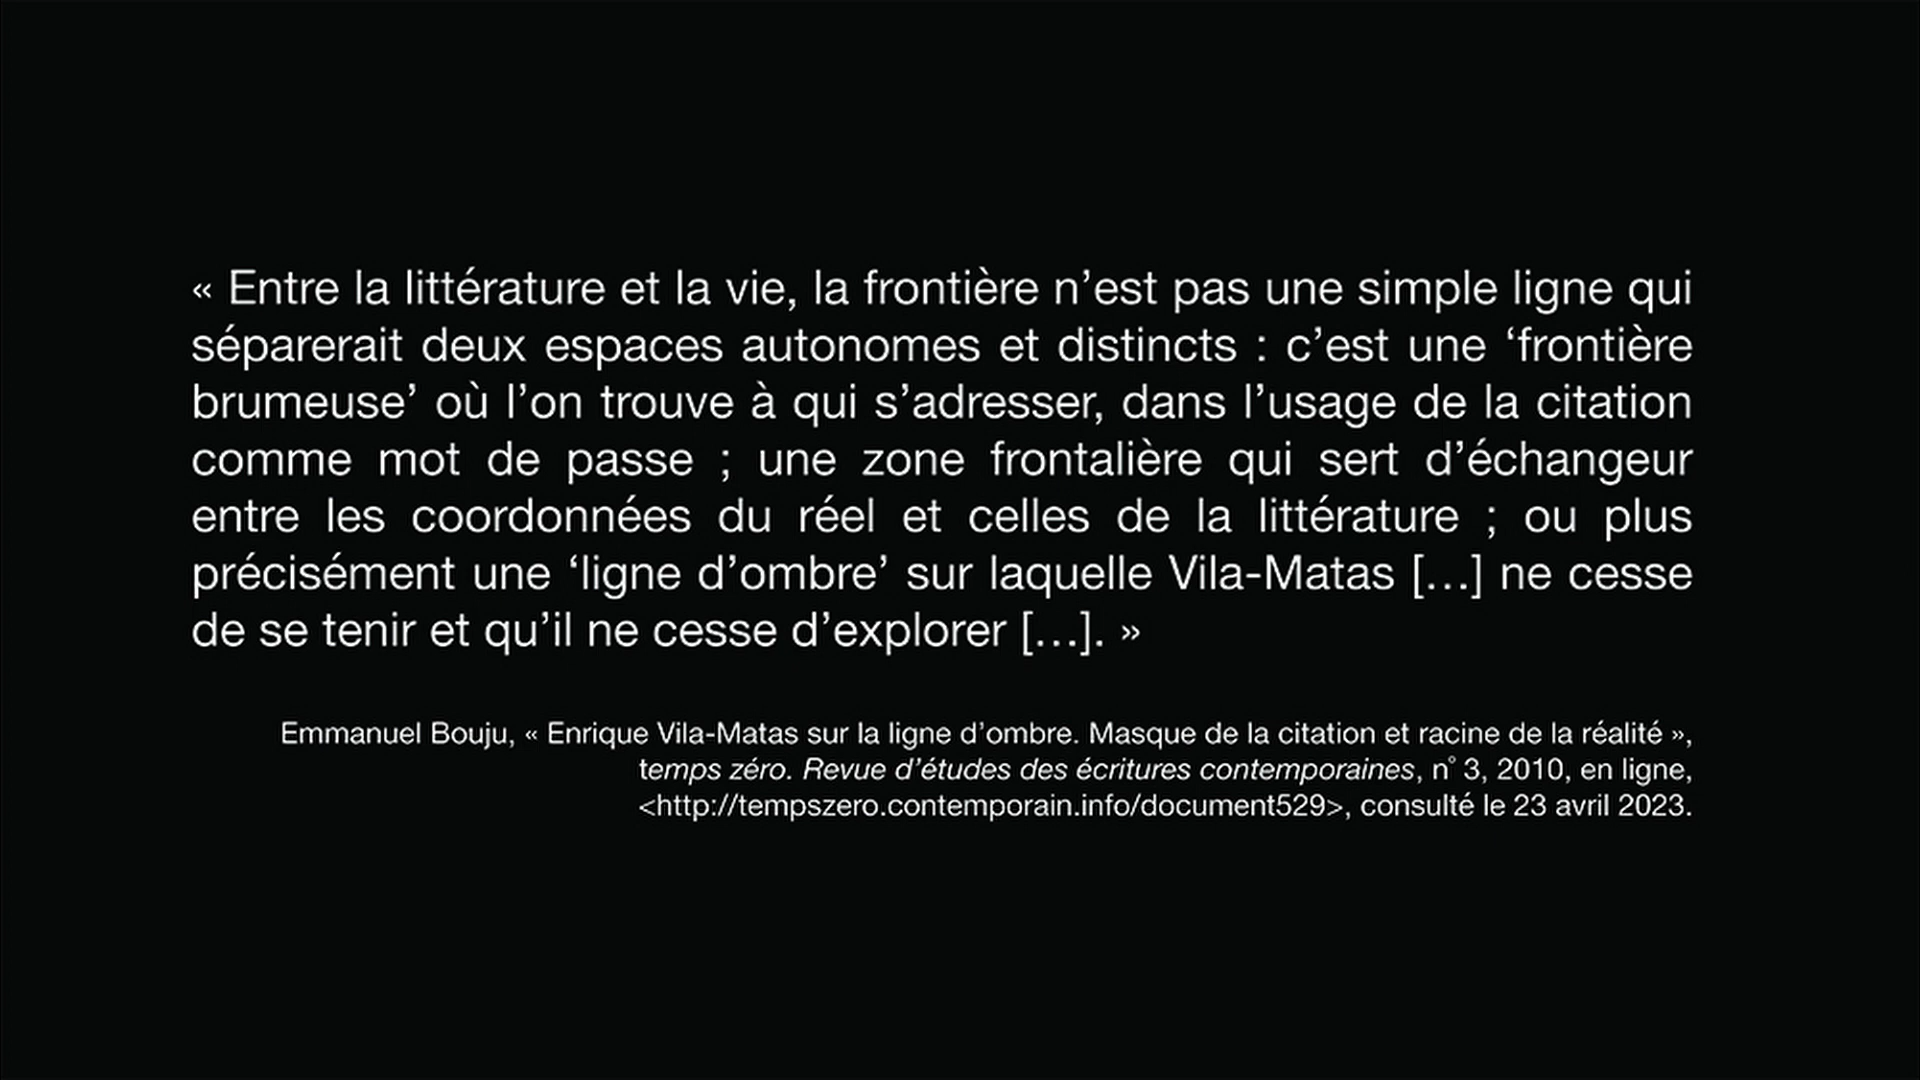 « Entre la littérature et la vie, la frontière n’est pas une simple ligne qui
séparerait deux espaces autonomes et distincts : c’est une ‘frontière
brumeuse’ où l’on trouve à qui s’adresser, dans l’usage de la citation
comme mot de passe ; une zone frontalière qui sert d’échangeur
entre les coordonnées du réel et celles de la littérature ; ou plus
précisément une ‘ligne d’ombre’ sur laquelle Vila-Matas […] ne cesse
de se tenir et qu’il ne cesse d’explorer […]. »
Emmanuel Bouju, « Enrique Vila-Matas sur la ligne d’ombre. Masque de la citation et racine de la réalité »,
temps zéro. Revue d’études des écritures contemporaines, n° 3, 2010, en ligne,
<http://tempszero.contemporain.info/document529>, consulté le 23 avril 2023.